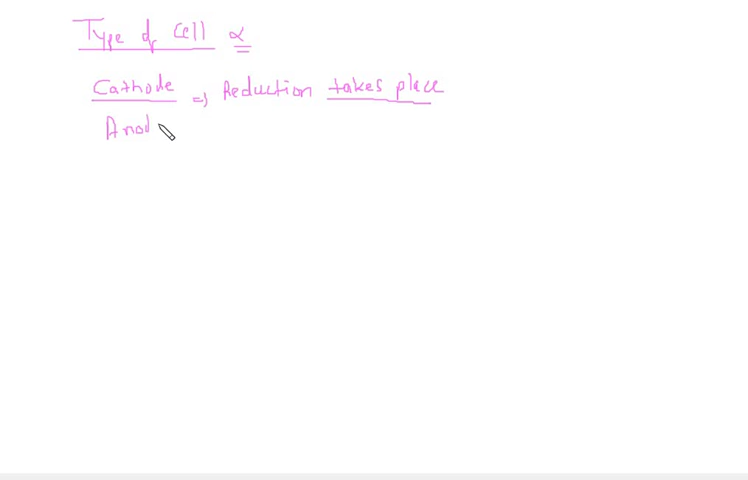 Type of Cell α
Cathode ⇒ Reduction takes place
Anod